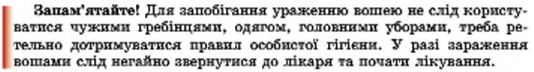 Запам’ятайте! Для запобігання ураженню вошею не слід користу-
ватися чужими гребінцями, одягом, головними уборами, треба ре-
тельно дотримуватися правил особистої гігієни. У разі зараження
вошами слід негайно звернутися до лікаря та почати лікування.